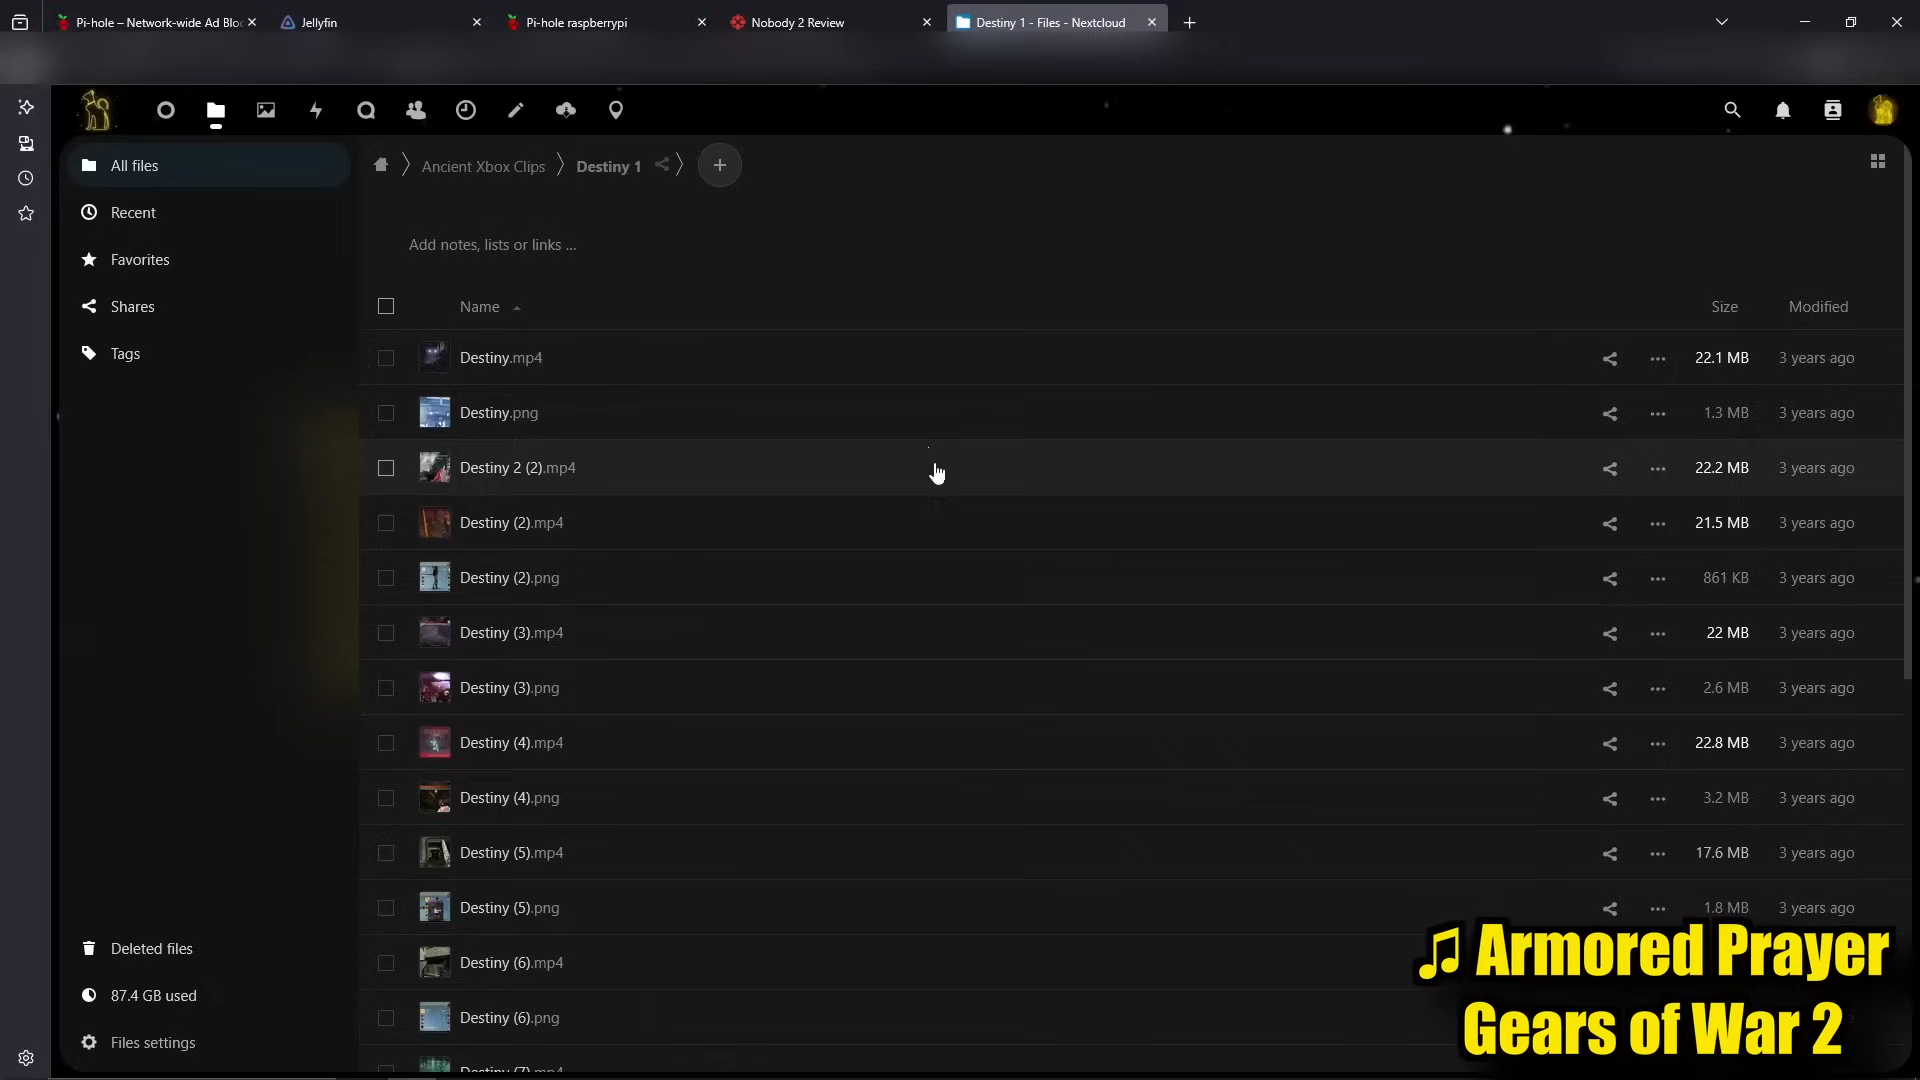 Pi-hole – Network-wide Ad Bloc
Jellyfin
Pi-hole raspberrypi
Nobody 2 Review
Destiny 1 - Files - Nextcloud
All files
Recent
Favorites
Shares
Tags
Ancient Xbox Clips
Destiny 1
Add notes, lists or links ...
Name Size Modified
Destiny.mp4 22.1 MB 3 years ago
Destiny.png 1.3 MB 3 years ago
Destiny 2 (2).mp4 22.2 MB 3 years ago
Destiny (2).mp4 21.5 MB 3 years ago
Destiny (2).png 861 KB 3 years ago
Destiny (3).mp4 22 MB 3 years ago
Destiny (3).png 2.6 MB 3 years ago
Destiny (4).mp4 22.8 MB 3 years ago
Destiny (4).png 3.2 MB 3 years ago
Destiny (5).mp4 17.6 MB 3 years ago
Destiny (5).png 1.8 MB 3 years ago
Destiny (6).mp4
Destiny (6).png
Destiny (7).mp4
Deleted files
87.4 GB used
Files settings
♫ Armored Prayer
Gears of War 2